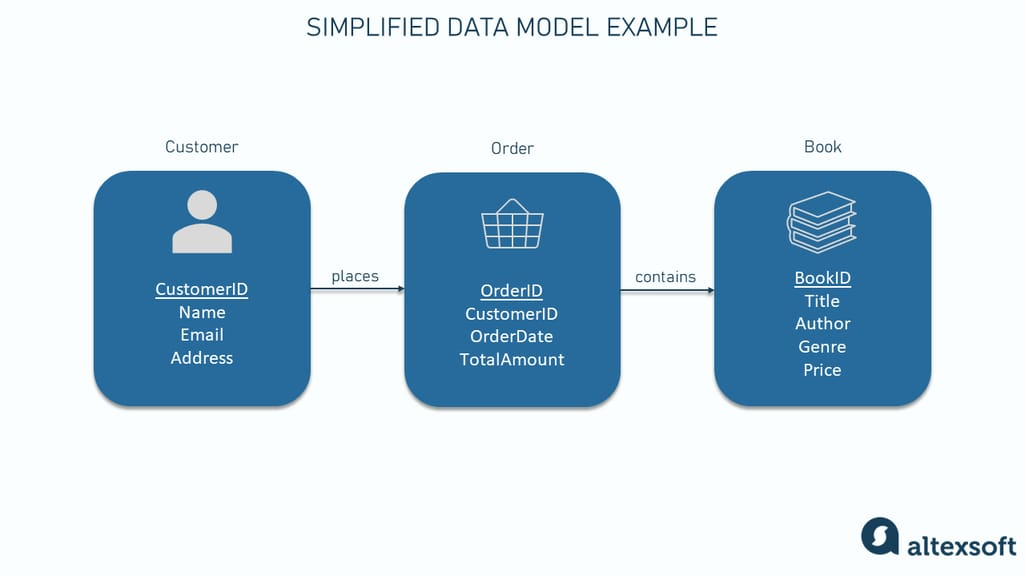 SIMPLIFIED DATA MODEL EXAMPLE
Customer
CustomerID
Name
Email
Address
places
Order
OrderID
CustomerID
OrderDate
TotalAmount
contains
Book
BookID
Title
Author
Genre
Price
altexsoft